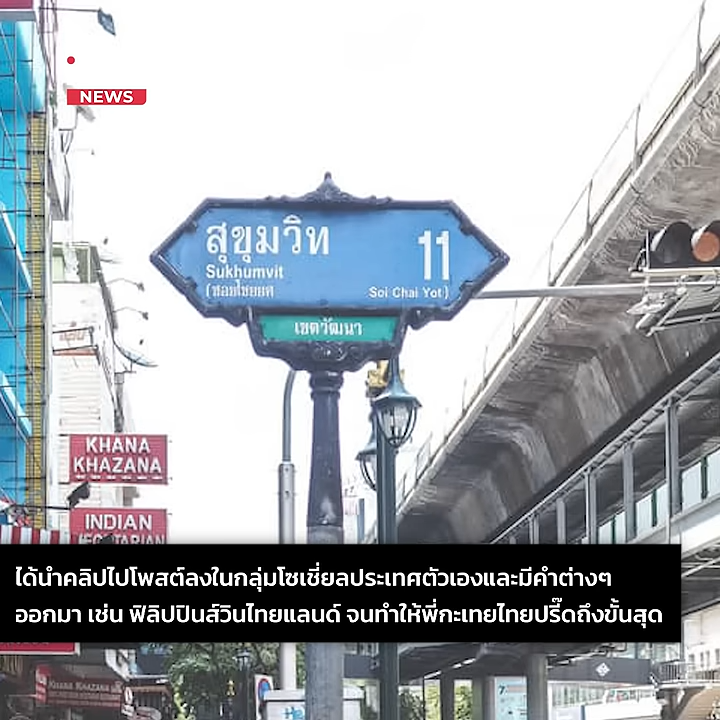 NEWS
สุขุมวิท 11
Sukhumvit
(ซอยไชยยศ Soi Chai Yot)
เขตวัฒนา
KHANA
KHAZANA
INDIAN
VEGETARIAN
ได้นำคลิปไปโพสต์ลงในกลุ่มโซเชี่ยลประเทศตัวเองและมีคำต่างๆ
ออกมา เช่น ฟิลิปปินส์วินไทยแลนด์ จนทำให้พี่กะเทยไทยปรี๊ดถึงขั้นสุด
KHANA KHAZANA
7